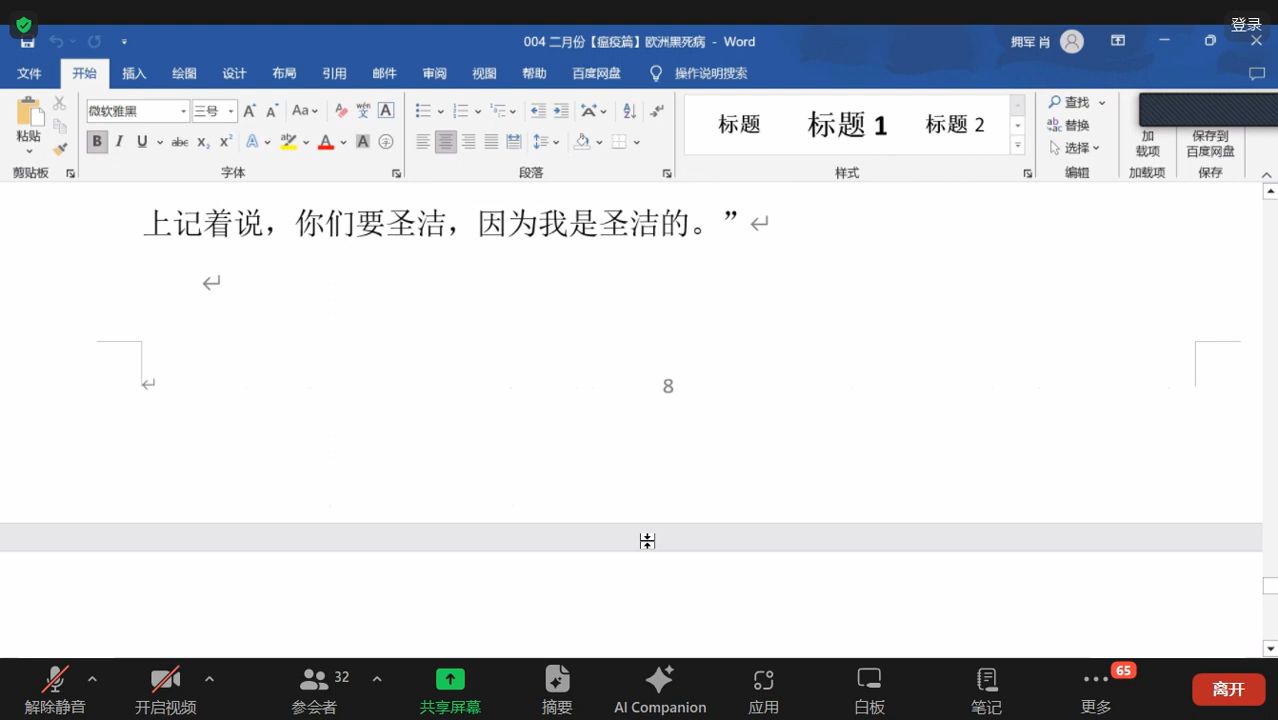 登录
004 二月份【瘟疫篇】欧洲黑死病 - Word
拥军 肖
文件 开始 插入 绘图 设计 布局 引用 邮件 审阅 视图 帮助 百度网盘 操作说明搜索
微软雅黑 三号 A A Aa wén 文 A
粘贴
B I U abc X₂ X² A A A 字
标题 标题 1 标题 2
查找
替换
选择
加
载项
保存到
百度网盘
剪贴板 字体 段落 样式 编辑 加载项 保存
上记着说，你们要圣洁，因为我是圣洁的。”
8
32 65
解除静音 开启视频 参会者 共享屏幕 摘要 AI Companion 应用 白板 笔记 更多 离开